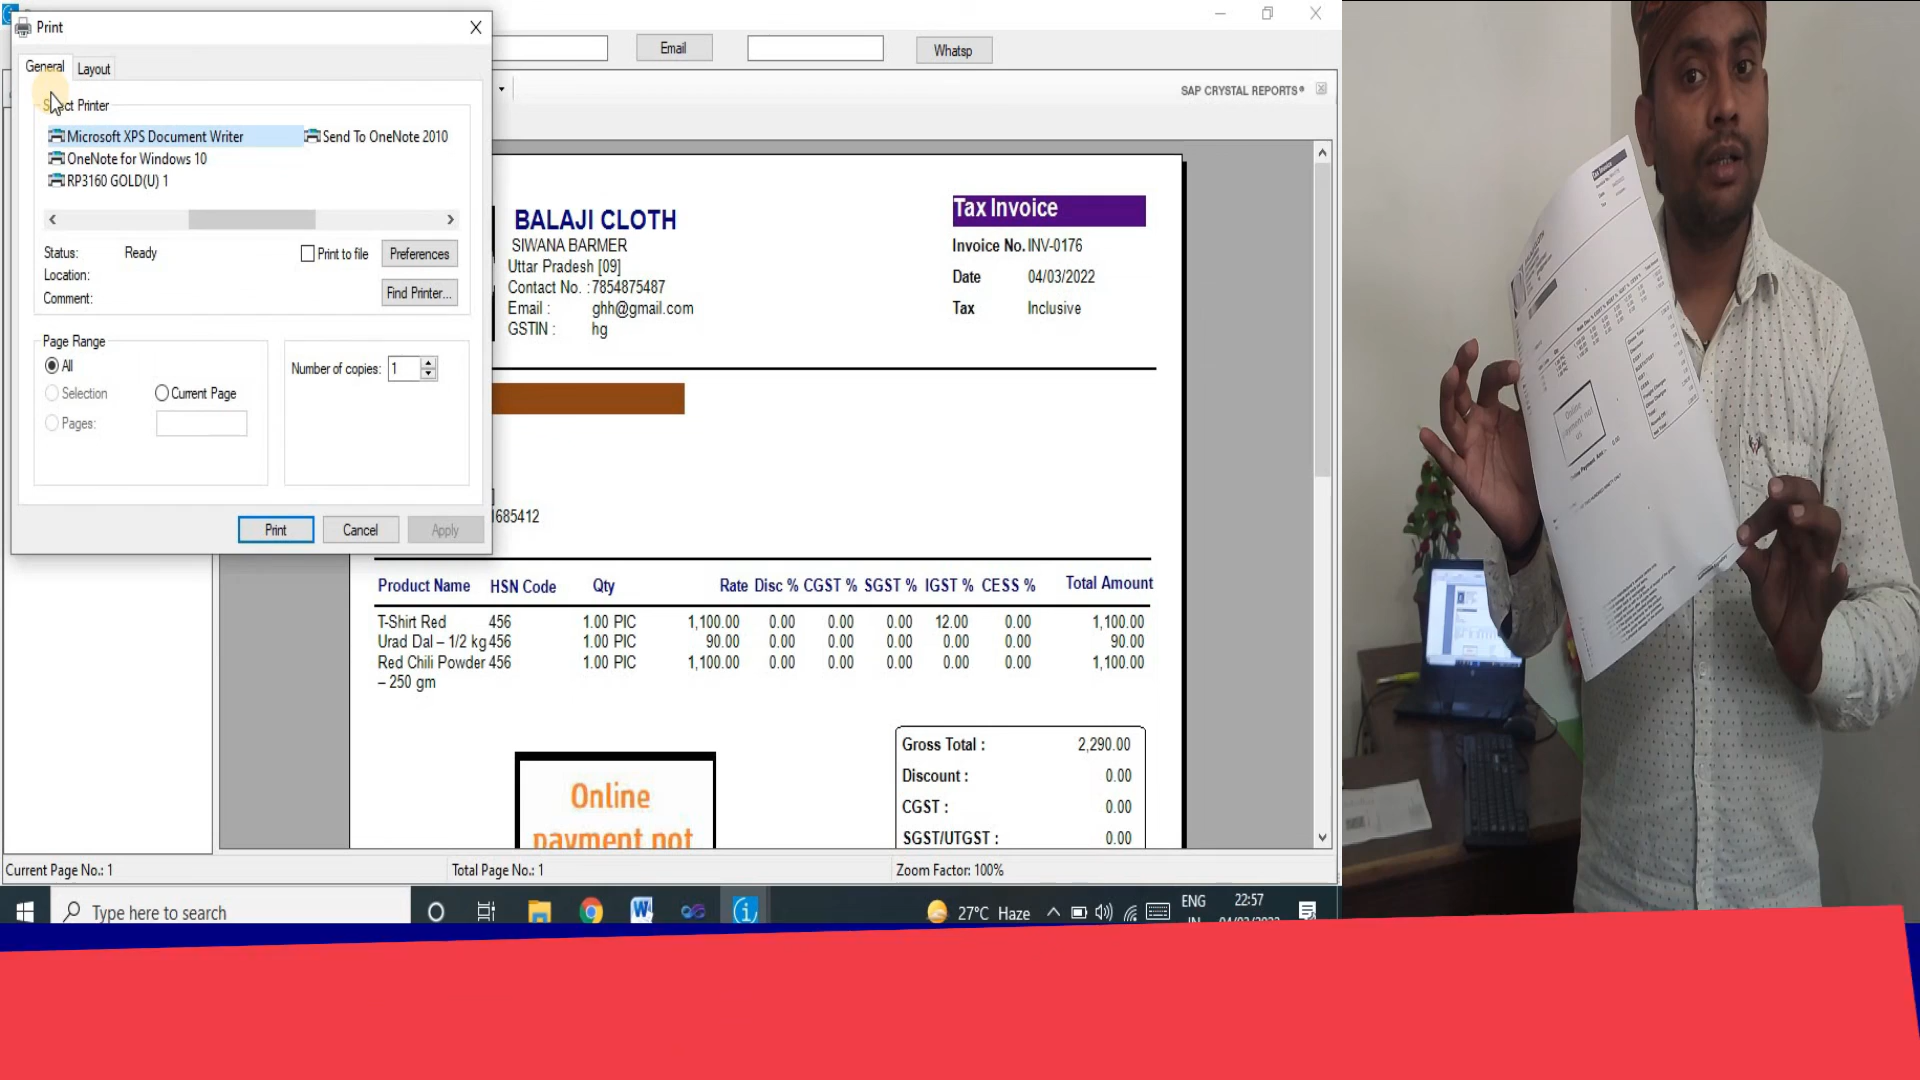 Print
General
Layout
Select Printer
Microsoft XPS Document Writer
Send To OneNote 2010
OneNote for Windows 10
RP3160 GOLD(U) 1
Status: Ready
Print to file
Preferences
Location:
Comment:
Find Printer...
Page Range
All
Selection
Current Page
Pages:
Number of copies: 1
Print
Cancel
Apply
Email
Whatsp
SAP CRYSTAL REPORTS®
BALAJI CLOTH
SIWANA BARMER
Uttar Pradesh [09]
Contact No. : 7854875487
Email : ghh@gmail.com
GSTIN : hg
Tax Invoice
Invoice No. INV-0176
Date 04/03/2022
Tax Inclusive
1685412
Product Name HSN Code Qty Rate Disc % CGST % SGST % IGST % CESS % Total Amount
T-Shirt Red 456 1.00 PIC 1,100.00 0.00 0.00 0.00 12.00 0.00 1,100.00
Urad Dal – 1/2 kg 456 1.00 PIC 90.00 0.00 0.00 0.00 0.00 0.00 90.00
Red Chili Powder 456 1.00 PIC 1,100.00 0.00 0.00 0.00 0.00 0.00 1,100.00
– 250 gm
Online
payment not
Gross Total : 2,290.00
Discount : 0.00
CGST : 0.00
SGST/UTGST : 0.00
Current Page No.: 1
Total Page No.: 1
Zoom Factor: 100%
Type here to search
27°C Haze
ENG
IN
22:57
04/03/2022
Tax Invoice
Online
payment not